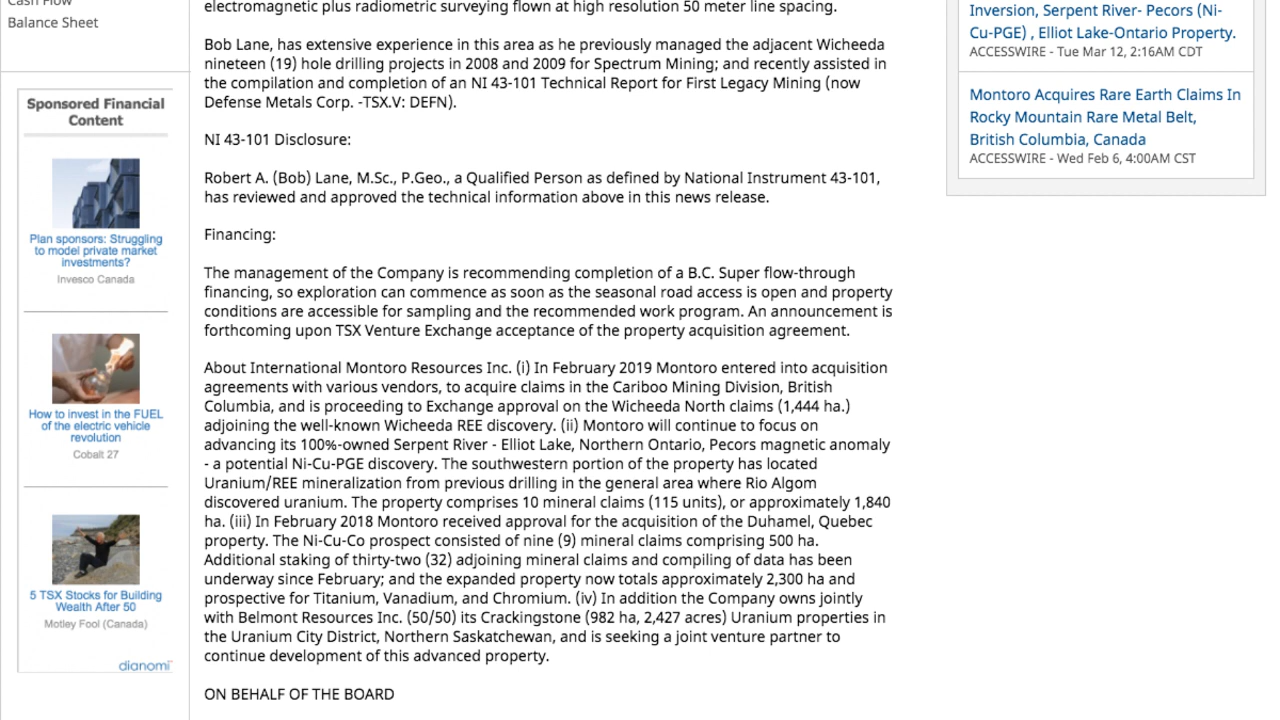 Cash Flow
Balance Sheet
Sponsored Financial
Content
Plan sponsors: Struggling
to model private market
investments?
Invesco Canada
How to invest in the FUEL
of the electric vehicle
revolution
Cobalt 27
5 TSX Stocks for Building
Wealth After 50
Motley Fool (Canada)
dianomi
electromagnetic plus radiometric surveying flown at high resolution 50 meter line spacing.
Bob Lane, has extensive experience in this area as he previously managed the adjacent Wicheeda
nineteen (19) hole drilling projects in 2008 and 2009 for Spectrum Mining; and recently assisted in
the compilation and completion of an NI 43-101 Technical Report for First Legacy Mining (now
Defense Metals Corp. -TSX.V: DEFN).
NI 43-101 Disclosure:
Robert A. (Bob) Lane, M.Sc., P.Geo., a Qualified Person as defined by National Instrument 43-101,
has reviewed and approved the technical information above in this news release.
Financing:
The management of the Company is recommending completion of a B.C. Super flow-through
financing, so exploration can commence as soon as the seasonal road access is open and property
conditions are accessible for sampling and the recommended work program. An announcement is
forthcoming upon TSX Venture Exchange acceptance of the property acquisition agreement.
About International Montoro Resources Inc. (i) In February 2019 Montoro entered into acquisition
agreements with various vendors, to acquire claims in the Cariboo Mining Division, British
Columbia, and is proceeding to Exchange approval on the Wicheeda North claims (1,444 ha.)
adjoining the well-known Wicheeda REE discovery. (ii) Montoro will continue to focus on
advancing its 100%-owned Serpent River - Elliot Lake, Northern Ontario, Pecors magnetic anomaly
- a potential Ni-Cu-PGE discovery. The southwestern portion of the property has located
Uranium/REE mineralization from previous drilling in the general area where Rio Algom
discovered uranium. The property comprises 10 mineral claims (115 units), or approximately 1,840
ha. (iii) In February 2018 Montoro received approval for the acquisition of the Duhamel, Quebec
property. The Ni-Cu-Co prospect consisted of nine (9) mineral claims comprising 500 ha.
Additional staking of thirty-two (32) adjoining mineral claims and compiling of data has been
underway since February; and the expanded property now totals approximately 2,300 ha and
prospective for Titanium, Vanadium, and Chromium. (iv) In addition the Company owns jointly
with Belmont Resources Inc. (50/50) its Crackingstone (982 ha, 2,427 acres) Uranium properties in
the Uranium City District, Northern Saskatchewan, and is seeking a joint venture partner to
continue development of this advanced property.
ON BEHALF OF THE BOARD
Inversion, Serpent River- Pecors (Ni-
Cu-PGE) , Elliot Lake-Ontario Property.
ACCESSWIRE - Tue Mar 12, 2:16AM CDT
Montoro Acquires Rare Earth Claims In
Rocky Mountain Rare Metal Belt,
British Columbia, Canada
ACCESSWIRE - Wed Feb 6, 4:00AM CST